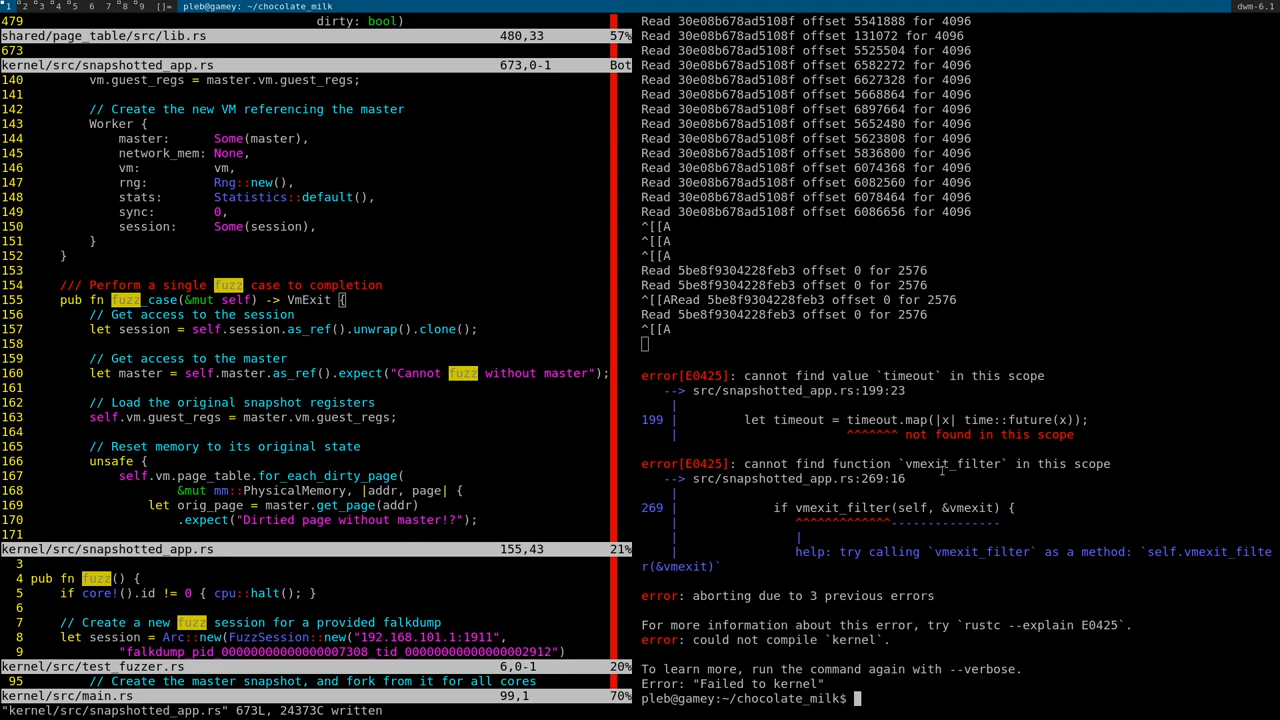 1 2 3 4 5 6 7 8 9 []= pleb@gamey: ~/chocolate_milk dwm-6.1
479 dirty: bool)
shared/page_table/src/lib.rs 480,33 57%
673
kernel/src/snapshotted_app.rs 673,0-1 Bot
140 vm.guest_regs = master.vm.guest_regs;
141
142 // Create the new VM referencing the master
143 Worker {
144 master: Some(master),
145 network_mem: None,
146 vm: vm,
147 rng: Rng::new(),
148 stats: Statistics::default(),
149 sync: 0,
150 session: Some(session),
151 }
152 }
153
154 /// Perform a single fuzz case to completion
155 pub fn fuzz_case(&mut self) -> VmExit {
156 // Get access to the session
157 let session = self.session.as_ref().unwrap().clone();
158
159 // Get access to the master
160 let master = self.master.as_ref().expect("Cannot fuzz without master");
161
162 // Load the original snapshot registers
163 self.vm.guest_regs = master.vm.guest_regs;
164
165 // Reset memory to its original state
166 unsafe {
167 self.vm.page_table.for_each_dirty_page(
168 &mut mm::PhysicalMemory, |addr, page| {
169 let orig_page = master.get_page(addr)
170 .expect("Dirtied page without master!?");
171
kernel/src/snapshotted_app.rs 155,43 21%
3
4 pub fn fuzz() {
5 if core!().id != 0 { cpu::halt(); }
6
7 // Create a new fuzz session for a provided falkdump
8 let session = Arc::new(FuzzSession::new("192.168.101.1:1911",
9 "falkdump_pid_00000000000000007308_tid_00000000000000002912")
kernel/src/test_fuzzer.rs 6,0-1 20%
95 // Create the master snapshot, and fork from it for all cores
kernel/src/main.rs 99,1 70%
"kernel/src/snapshotted_app.rs" 673L, 24373C written
Read 30e08b678ad5108f offset 5541888 for 4096
Read 30e08b678ad5108f offset 131072 for 4096
Read 30e08b678ad5108f offset 5525504 for 4096
Read 30e08b678ad5108f offset 6582272 for 4096
Read 30e08b678ad5108f offset 6627328 for 4096
Read 30e08b678ad5108f offset 5668864 for 4096
Read 30e08b678ad5108f offset 6897664 for 4096
Read 30e08b678ad5108f offset 5652480 for 4096
Read 30e08b678ad5108f offset 5623808 for 4096
Read 30e08b678ad5108f offset 5836800 for 4096
Read 30e08b678ad5108f offset 6074368 for 4096
Read 30e08b678ad5108f offset 6082560 for 4096
Read 30e08b678ad5108f offset 6078464 for 4096
Read 30e08b678ad5108f offset 6086656 for 4096
^[[A
^[[A
^[[A
Read 5be8f9304228feb3 offset 0 for 2576
Read 5be8f9304228feb3 offset 0 for 2576
^[[ARead 5be8f9304228feb3 offset 0 for 2576
Read 5be8f9304228feb3 offset 0 for 2576
^[[A
error[E0425]: cannot find value `timeout` in this scope
--> src/snapshotted_app.rs:199:23
|
199 | let timeout = timeout.map(|x| time::future(x));
| ^^^^^^^ not found in this scope
error[E0425]: cannot find function `vmexit_filter` in this scope
--> src/snapshotted_app.rs:269:16
|
269 | if vmexit_filter(self, &vmexit) {
| ^^^^^^^^^^^^^---------------
| |
| help: try calling `vmexit_filter` as a method: `self.vmexit_filte
r(&vmexit)`
error: aborting due to 3 previous errors
For more information about this error, try `rustc --explain E0425`.
error: could not compile `kernel`.
To learn more, run the command again with --verbose.
Error: "Failed to kernel"
pleb@gamey:~/chocolate_milk$